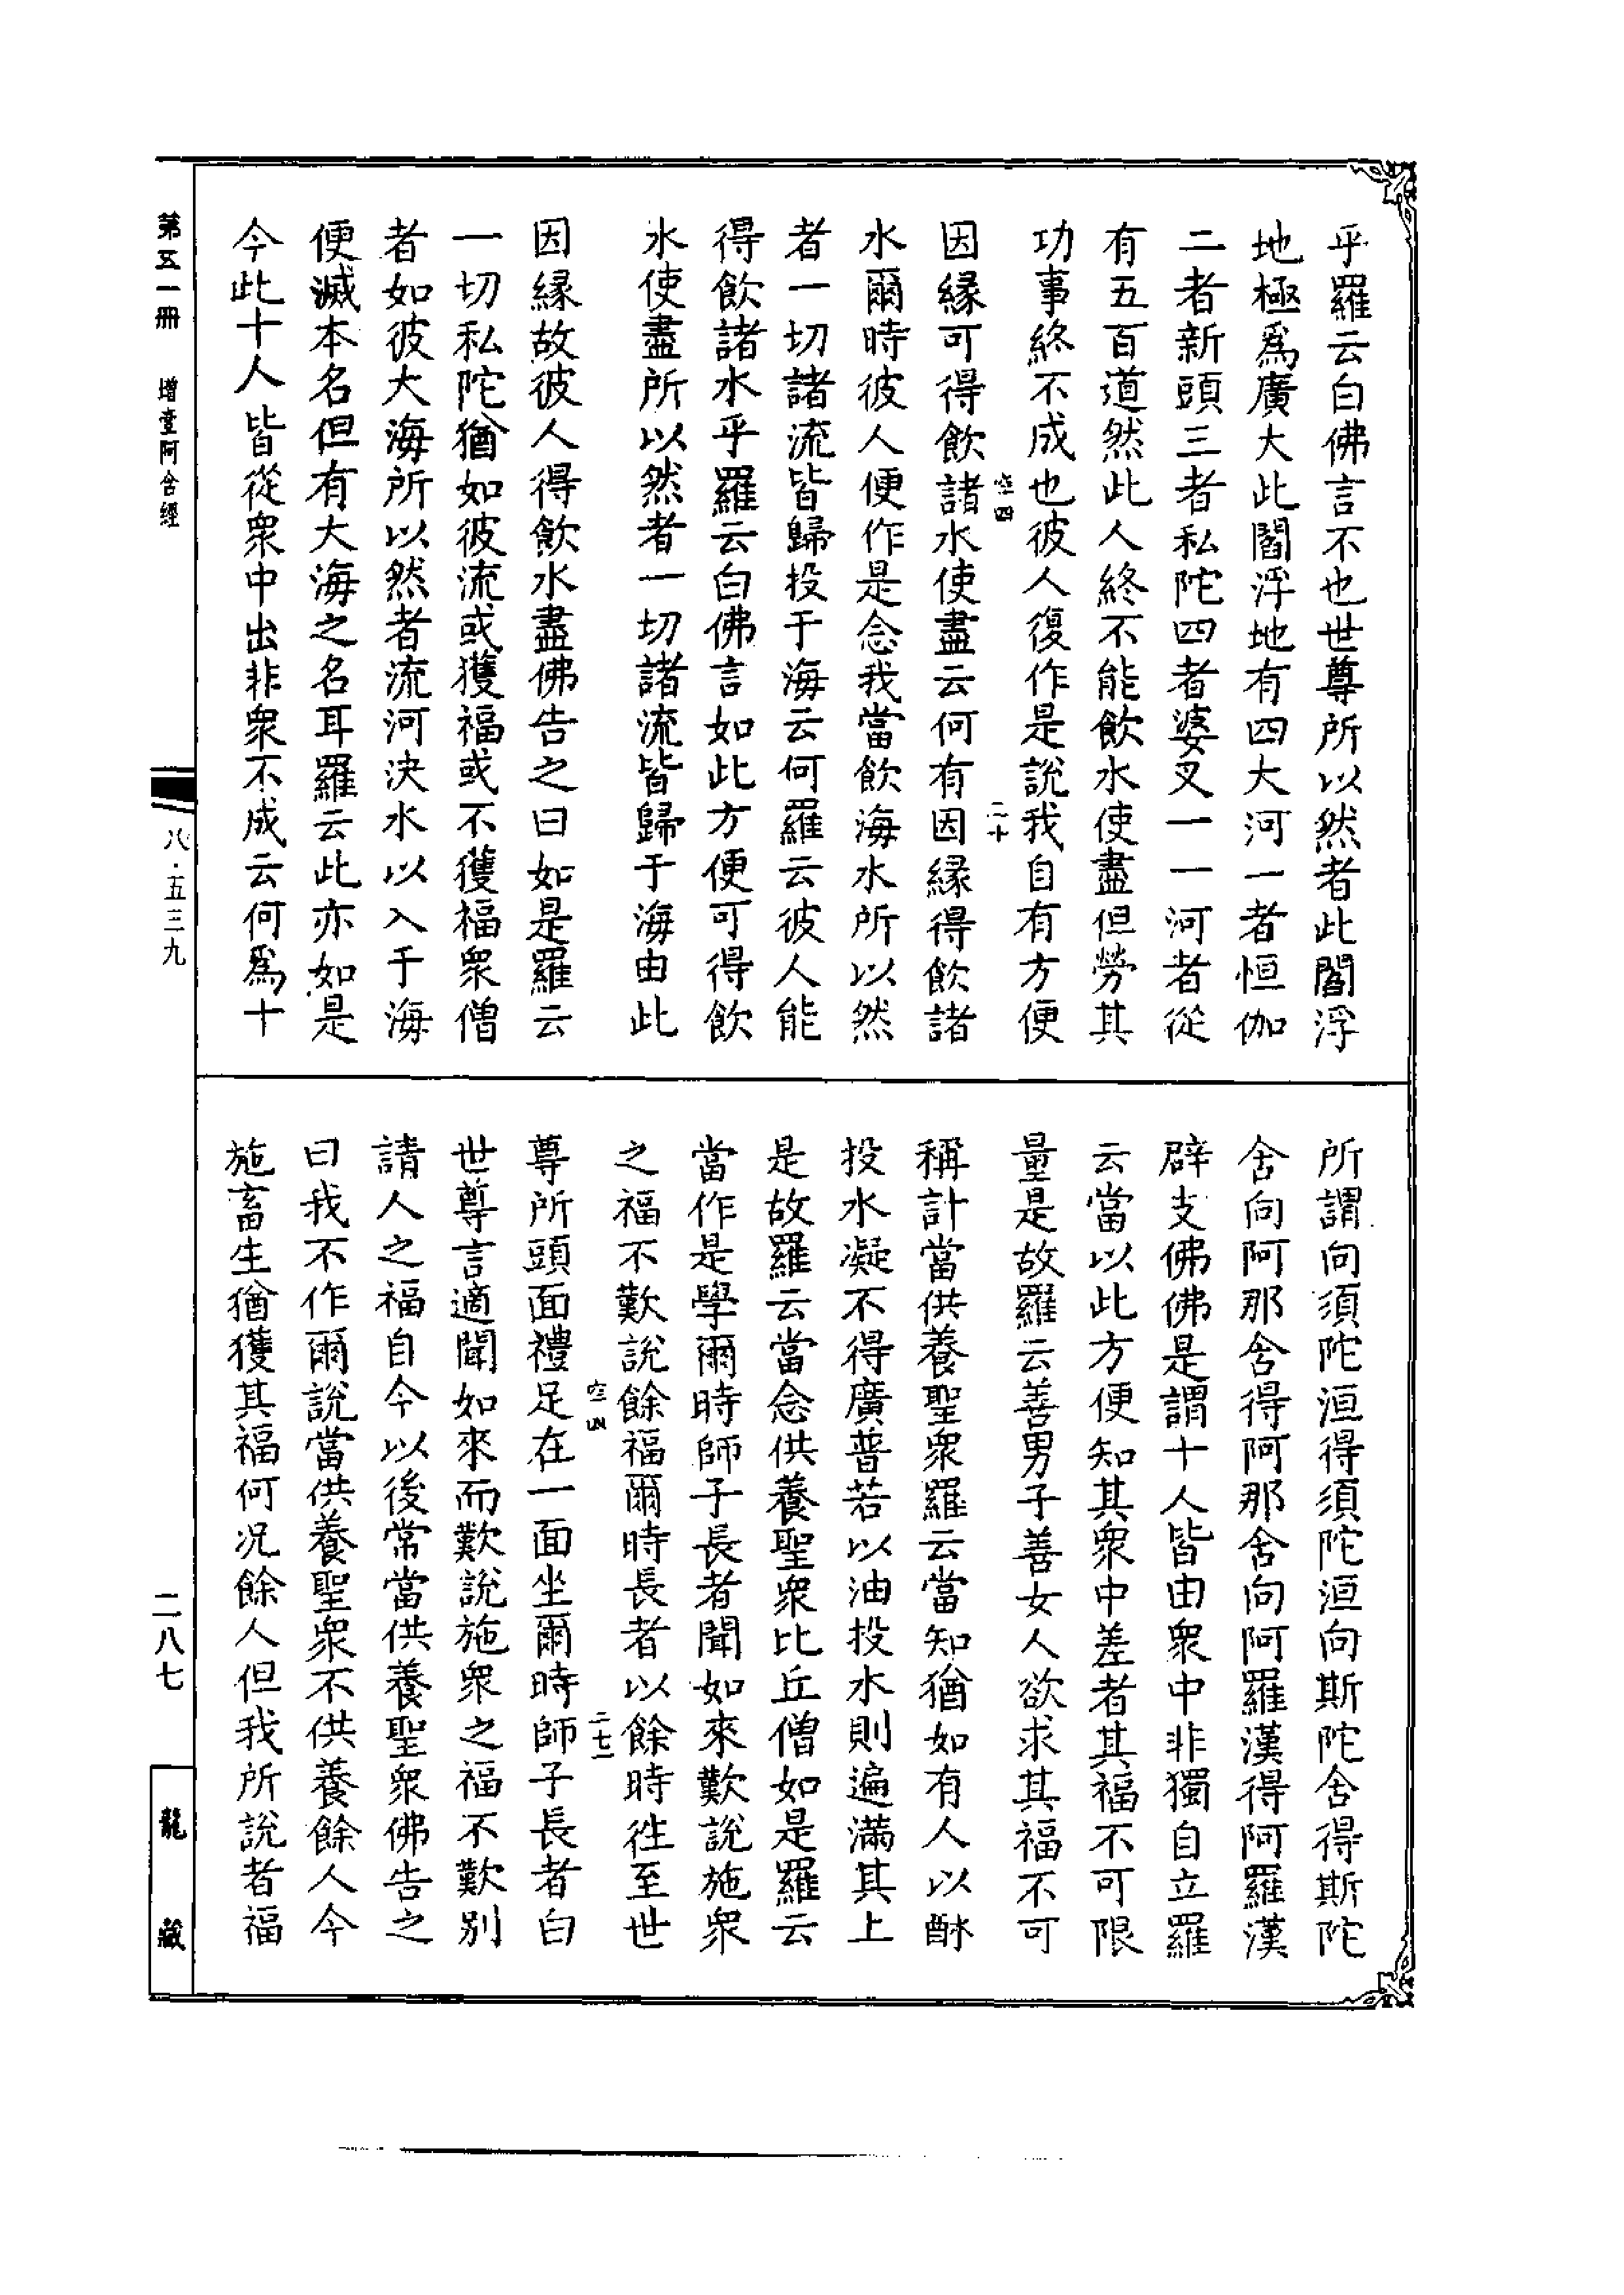 乎羅云白佛言不也世尊所以然者此閻浮
地極爲廣大此閻浮地有四大河一者恒伽
二者新頭三者私陀四者婆叉一一河者從
有五百道然此人終不能飲水使盡但勞其
功事終不成也彼人復作是說我自有方便
空四
二十
因緣可得飲諸水使盡云何有因緣得飲諸
水爾時彼人便作是念我當飲海水所以然
者一切諸流皆歸投于海云何羅云彼人能
得飲諸水乎羅云白佛言如此方便可得飲
水使盡所以然者一切諸流皆歸于海由此
因緣故彼人得飲水盡佛告之曰如是羅云
一切私陀猶如彼流或獲福或不獲福衆僧
者如彼大海所以然者流河決水以入于海
便滅本名但有大海之名耳羅云此亦如是
今此十人皆從衆中出非衆不成云何爲十
所謂向須陀洹得須陀洹向斯陀含得斯陀
含向阿那含得阿那含向阿羅漢得阿羅漢
辟支佛佛是謂十人皆由衆中非獨自立羅
云當以此方便知其衆中差者其福不可限
量是故羅云善男子善女人欲求其福不可
稱計當供養聖衆羅云當知猶如有人以酥
投水凝不得廣普若以油投水則遍滿其上
是故羅云當念供養聖衆比丘僧如是羅云
當作是學爾時師子長者聞如來歎說施衆
之福不歎說餘福爾時長者以餘時徃至世
空四
二十一
尊所頭面禮足在一面坐爾時師子長者白
世尊言適聞如來而歎說施衆之福不歎別
請人之福自今以後常當供養聖衆佛告之
曰我不作爾說當供養聖衆不供養餘人今
施畜生猶獲其福何況餘人但我所說者福
第五一册　增壹阿含經
八·五三九
二八七
龍藏